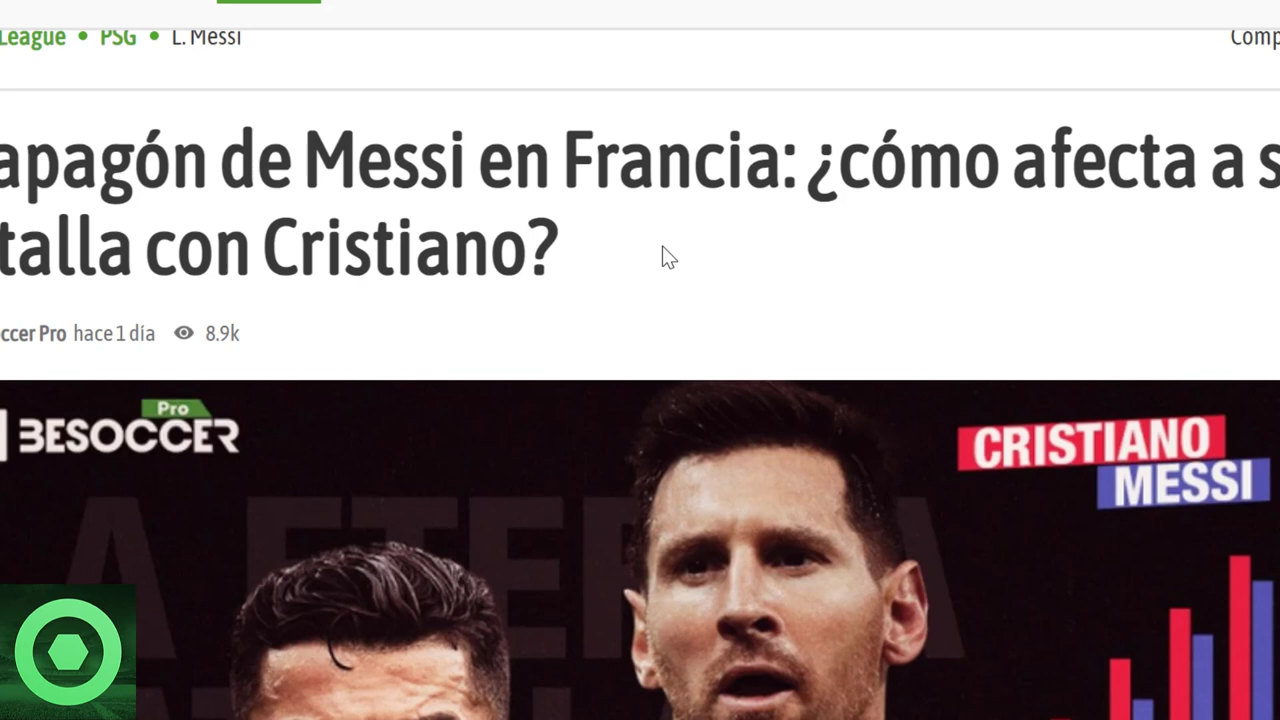 League • PSG • L. Messi
Comp
apagón de Messi en Francia: ¿cómo afecta a s
talla con Cristiano?
ccer Pro hace 1 día 8.9k
Pro
BESOCCER
CRISTIANO
MESSI
A ETE A